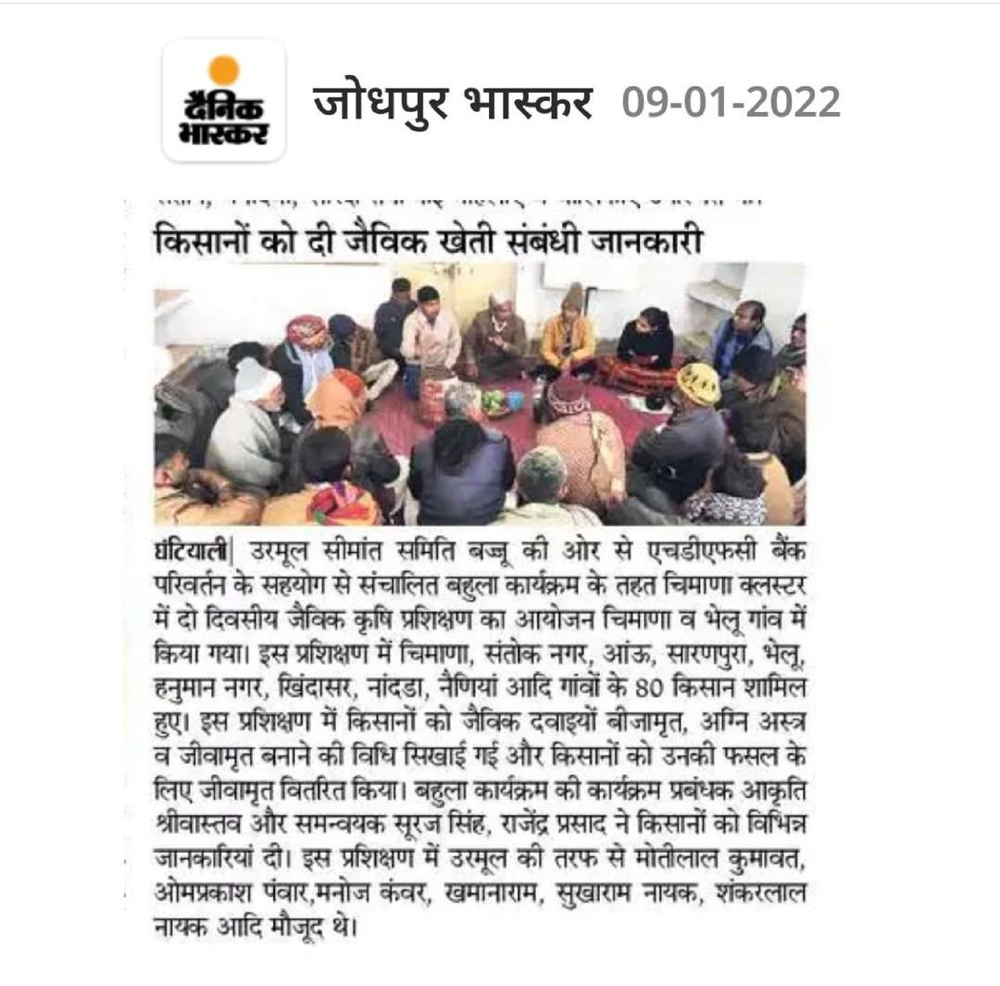 दैनिक
भास्कर
जोधपुर भास्कर 09-01-2022
किसानों को दी जैविक खेती संबंधी जानकारी
घंटियाली| उरमूल सीमांत समिति बज्जू की ओर से एचडीएफसी बैंक
परिवर्तन के सहयोग से संचालित बहुला कार्यक्रम के तहत चिमाणा क्लस्टर
में दो दिवसीय जैविक कृषि प्रशिक्षण का आयोजन चिमाणा व भेलू गांव में
किया गया। इस प्रशिक्षण में चिमाणा, संतोक नगर, आंऊ, सारणपुरा, भेलू,
हनुमान नगर, खिंदासर, नांदडा, नैणियां आदि गांवों के 80 किसान शामिल
हुए। इस प्रशिक्षण में किसानों को जैविक दवाइयों बीजामृत, अग्नि अस्त्र
व जीवामृत बनाने की विधि सिखाई गई और किसानों को उनकी फसल के
लिए जीवामृत वितरित किया। बहुला कार्यक्रम की कार्यक्रम प्रबंधक आकृति
श्रीवास्तव और समन्वयक सूरज सिंह, राजेंद्र प्रसाद ने किसानों को विभिन्न
जानकारियां दी। इस प्रशिक्षण में उरमूल की तरफ से मोतीलाल कुमावत,
ओमप्रकाश पंवार,मनोज कंवर, खमानाराम, सुखाराम नायक, शंकरलाल
नायक आदि मौजूद थे।